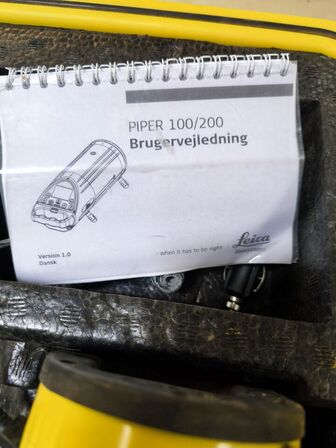 PIPER 100/200
Brugervejledning
Version 1.0
Dansk
- when it has to be right
Leica